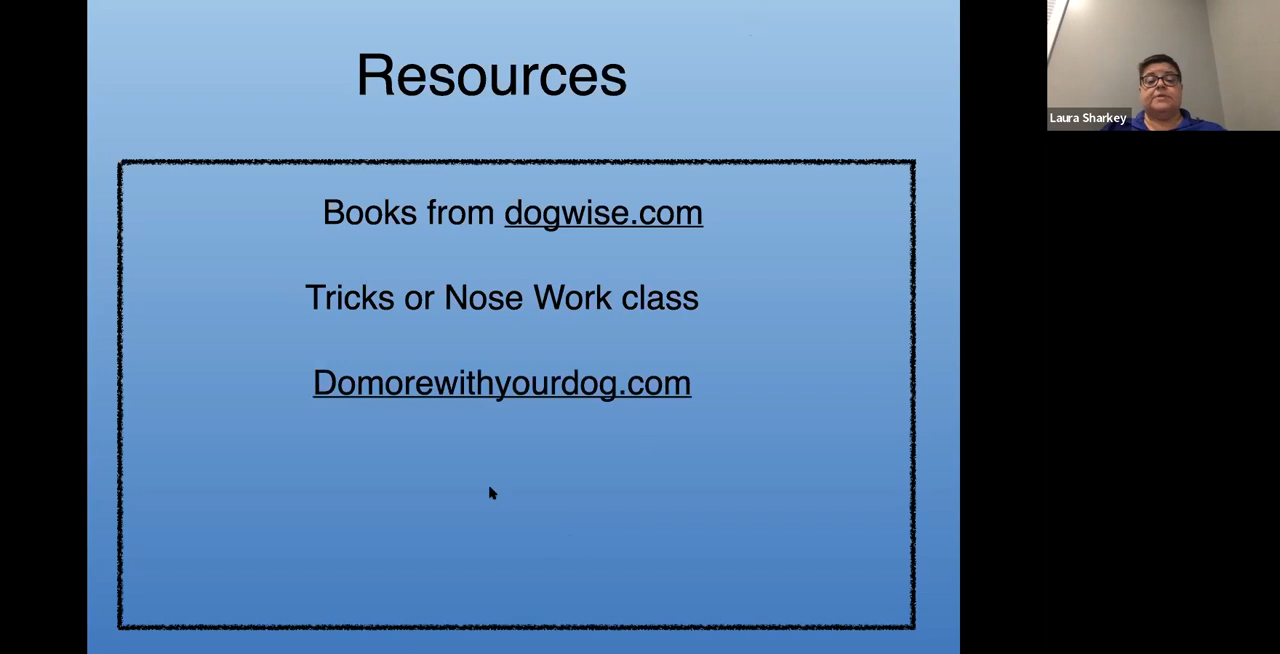 Resources
Books from dogwise.com
Tricks or Nose Work class
Domorewithyourdog.com
Laura Sharkey